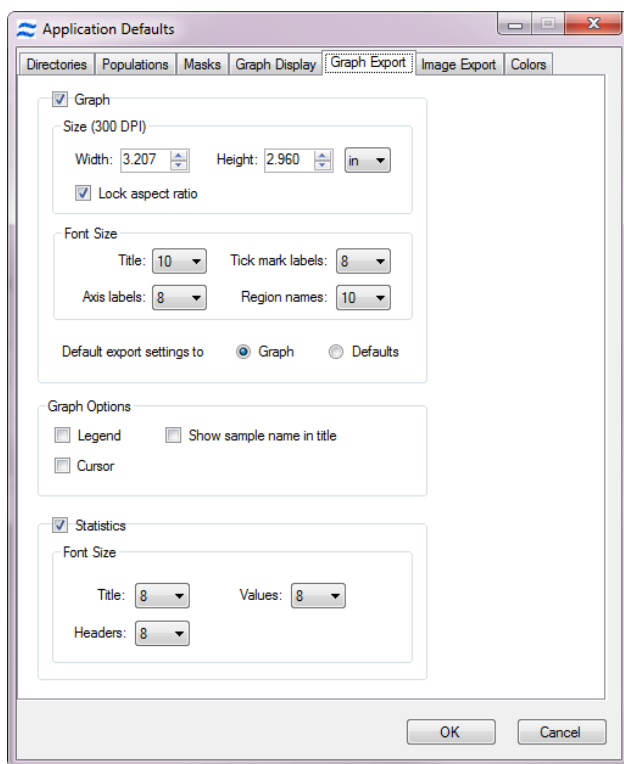 Application Defaults
Directories Populations Masks Graph Display Graph Export Image Export Colors
Graph
Size (300 DPI)
Width: 3.207 Height: 2.960 in
Lock aspect ratio
Font Size
Title: 10 Tick mark labels: 8
Axis labels: 8 Region names: 10
Default export settings to Graph Defaults
Graph Options
Legend Show sample name in title
Cursor
Statistics
Font Size
Title: 8 Values: 8
Headers: 8
OK Cancel